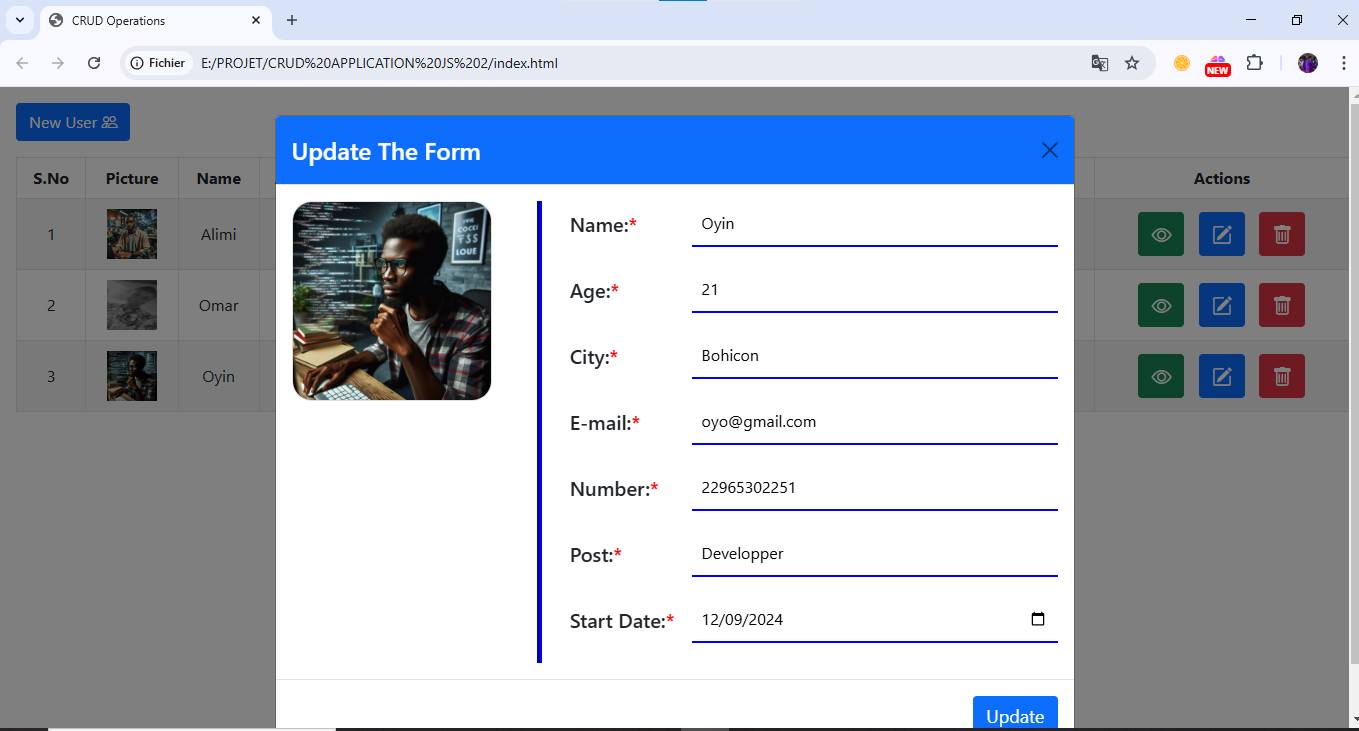 CRUD Operations
Fichier E:/PROJET/CRUD%20APPLICATION%20JS%202/index.html
NEW
New User
Update The Form
S.No Picture Name Actions
1 Alimi
2 Omar
3 Oyin
Name:* Oyin
Age:* 21
City:* Bohicon
E-mail:* oyo@gmail.com
Number:* 22965302251
Post:* Developper
Start Date:* 12/09/2024
Update